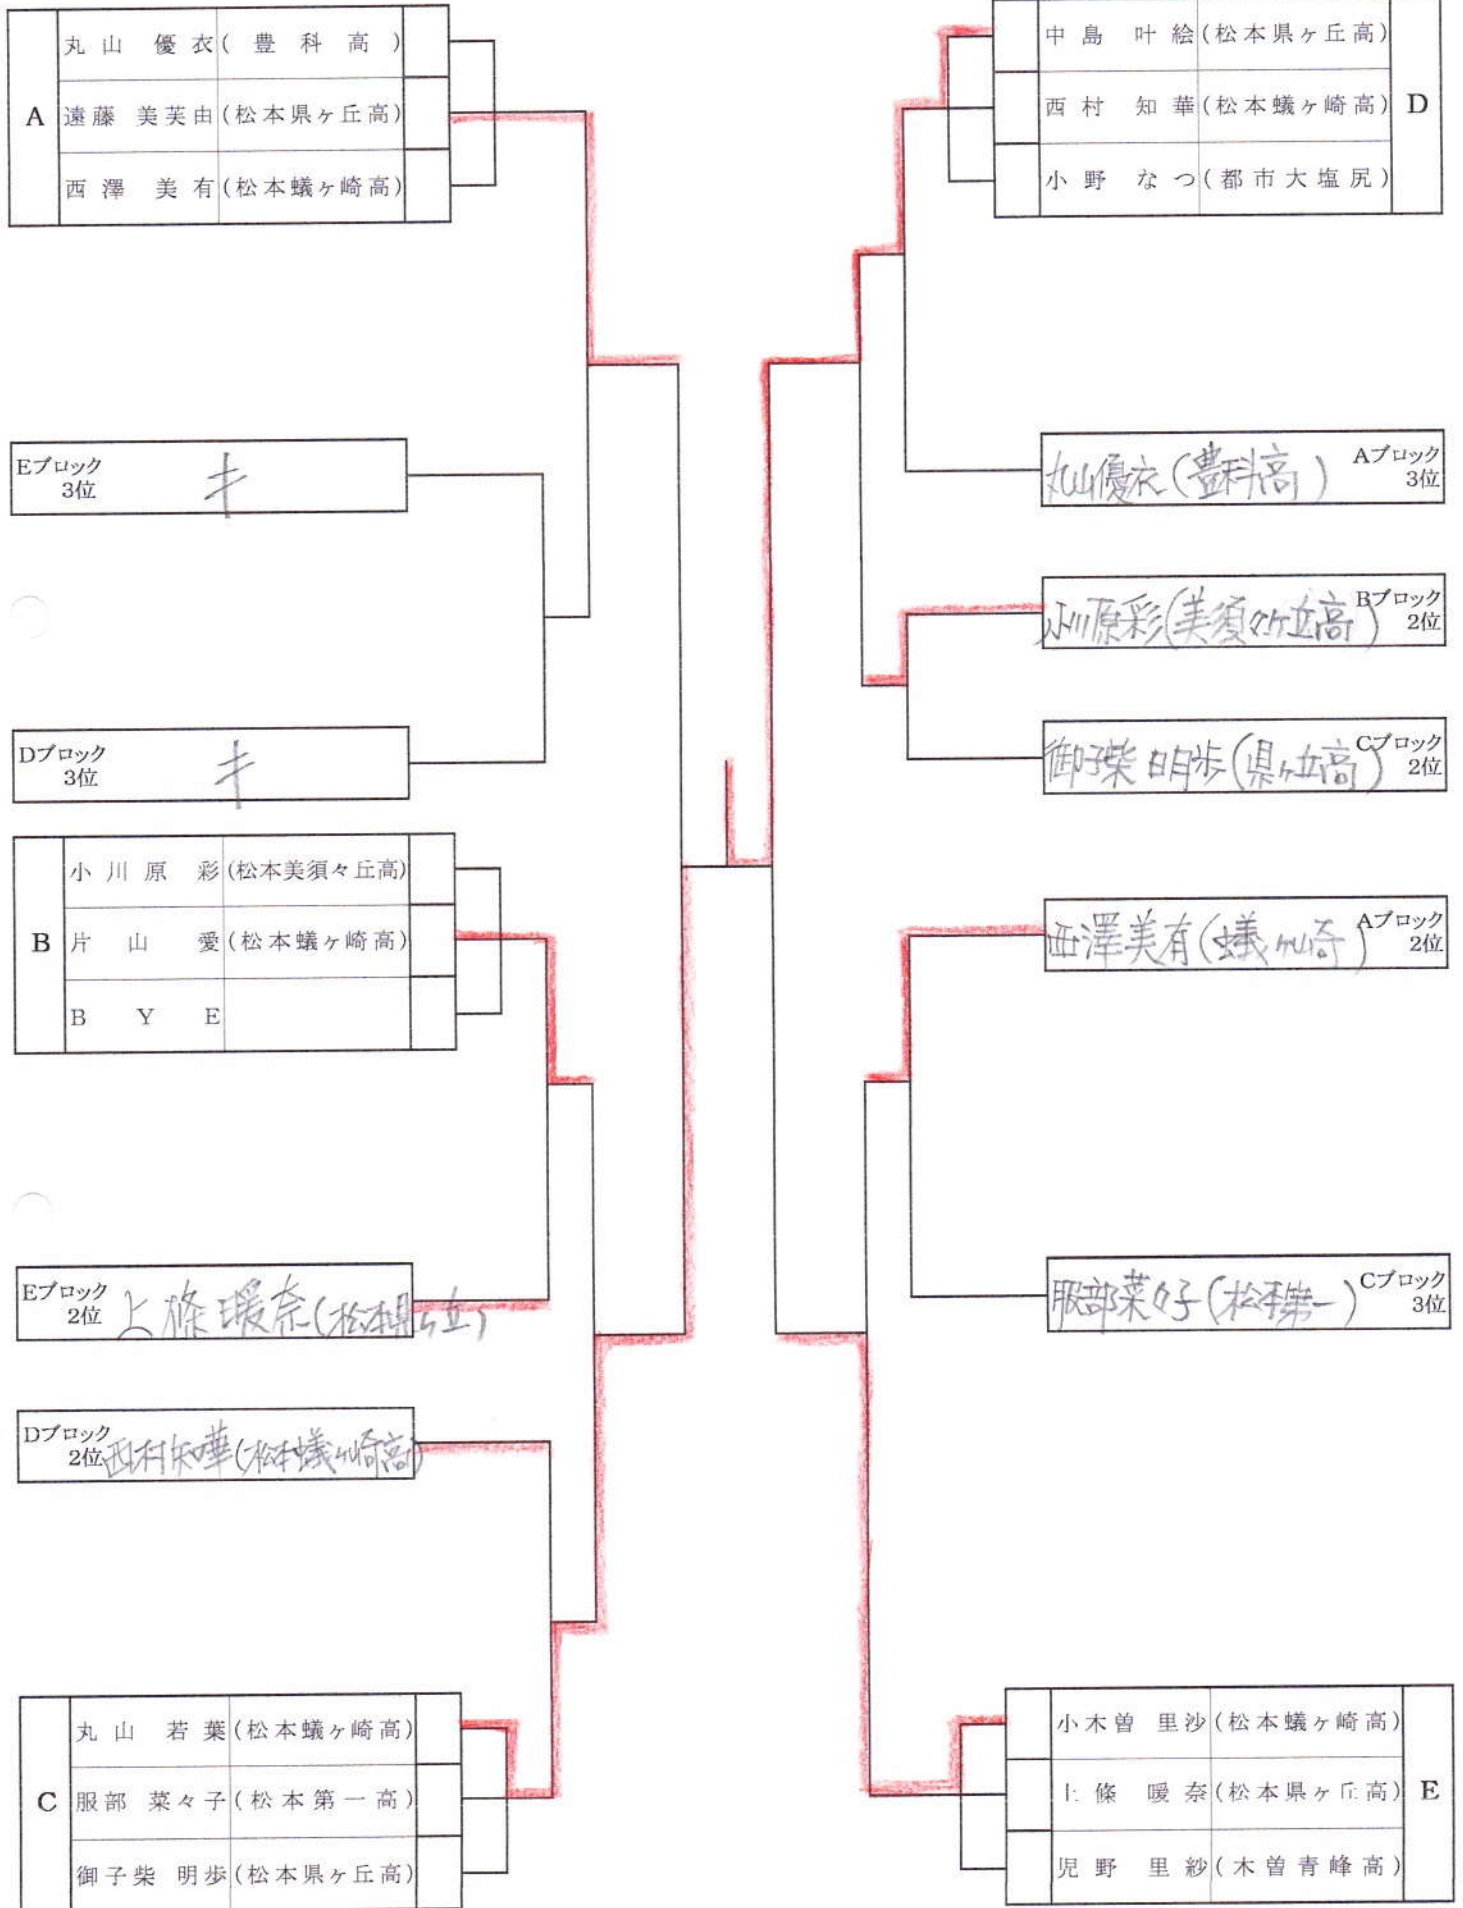 A
丸山 優衣(豊科高)
遠藤 美芙由(松本県ヶ丘高)
西澤 美有(松本蟻ヶ崎高)
Eブロック
3位
キ
Dブロック
3位
キ
B
小川原 彩(松本美須々丘高)
片山 愛(松本蟻ヶ崎高)
BYE
Eブロック
2位 上條暖奈(松本県ヶ丘)
Dブロック
2位 西村知華(松本蟻ヶ崎高)
C
丸山 若葉(松本蟻ヶ崎高)
服部 菜々子(松本第一高)
御子柴 明歩(松本県ヶ丘高)
中島 叶絵(松本県ヶ丘高)
西村 知華(松本蟻ヶ崎高)
小野 なつ(都市大塩尻)
D
丸山優衣(豊科高) Aブロック
3位
小川原彩(美須々ヶ丘高) Bブロック
2位
御子柴明歩(県ヶ丘高) Cブロック
2位
西澤美有(蟻ヶ崎) Aブロック
2位
服部菜々子(松本第一) Cブロック
3位
小木曽 里沙(松本蟻ヶ崎高)
上條 暖奈(松本県ヶ丘高)
児野 里紗(木曽青峰高)
E